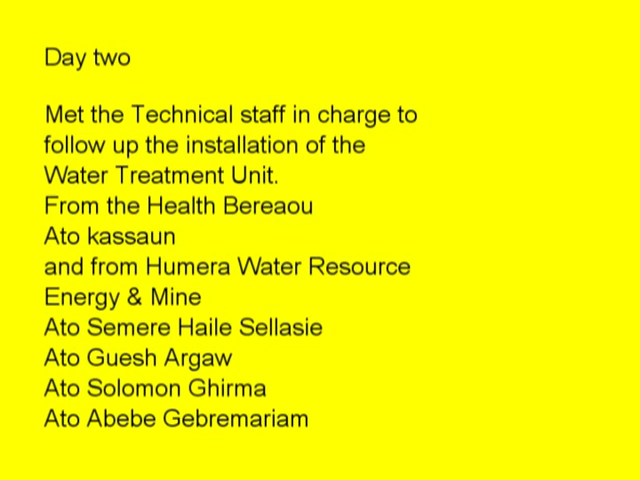 Day two
Met the Technical staff in charge to
follow up the installation of the
Water Treatment Unit.
From the Health Bereaou
Ato kassaun
and from Humera Water Resource
Energy & Mine
Ato Semere Haile Sellasie
Ato Guesh Argaw
Ato Solomon Ghirma
Ato Abebe Gebremariam